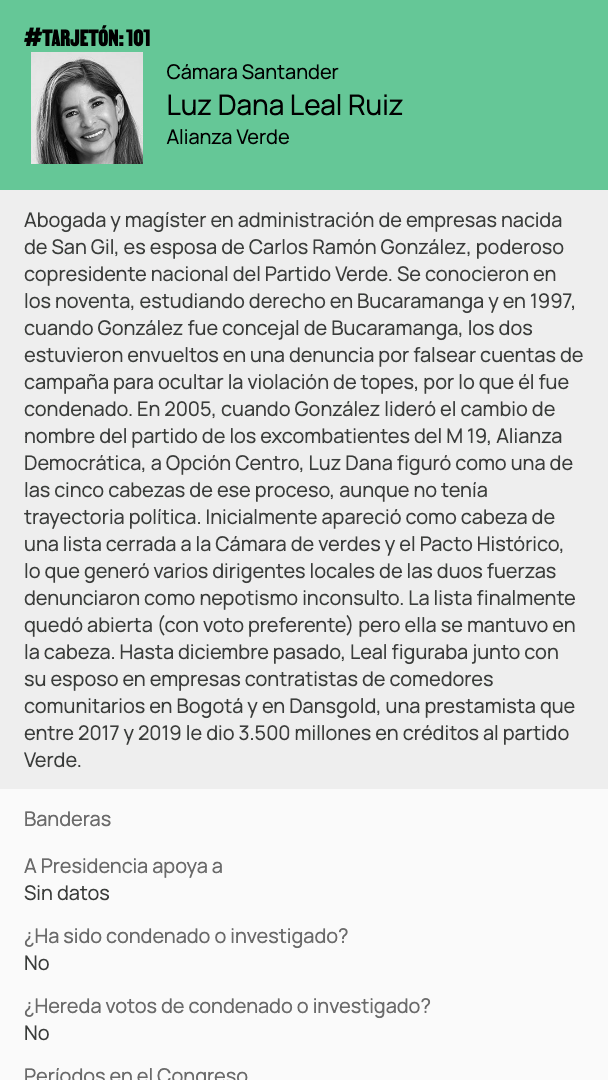 #TARJETÓN: 101
Cámara Santander
Luz Dana Leal Ruiz
Alianza Verde
Abogada y magíster en administración de empresas nacida
de San Gil, es esposa de Carlos Ramón González, poderoso
copresidente nacional del Partido Verde. Se conocieron en
los noventa, estudiando derecho en Bucaramanga y en 1997,
cuando González fue concejal de Bucaramanga, los dos
estuvieron envueltos en una denuncia por falsear cuentas de
campaña para ocultar la violación de topes, por lo que él fue
condenado. En 2005, cuando González lideró el cambio de
nombre del partido de los excombatientes del M 19, Alianza
Democrática, a Opción Centro, Luz Dana figuró como una de
las cinco cabezas de ese proceso, aunque no tenía
trayectoria política. Inicialmente apareció como cabeza de
una lista cerrada a la Cámara de verdes y el Pacto Histórico,
lo que generó varios dirigentes locales de las duos fuerzas
denunciaron como nepotismo inconsulto. La lista finalmente
quedó abierta (con voto preferente) pero ella se mantuvo en
la cabeza. Hasta diciembre pasado, Leal figuraba junto con
su esposo en empresas contratistas de comedores
comunitarios en Bogotá y en Dansgold, una prestamista que
entre 2017 y 2019 le dio 3.500 millones en créditos al partido
Verde.
Banderas
A Presidencia apoya a
Sin datos
¿Ha sido condenado o investigado?
No
¿Hereda votos de condenado o investigado?
No
Períodos en el Congreso